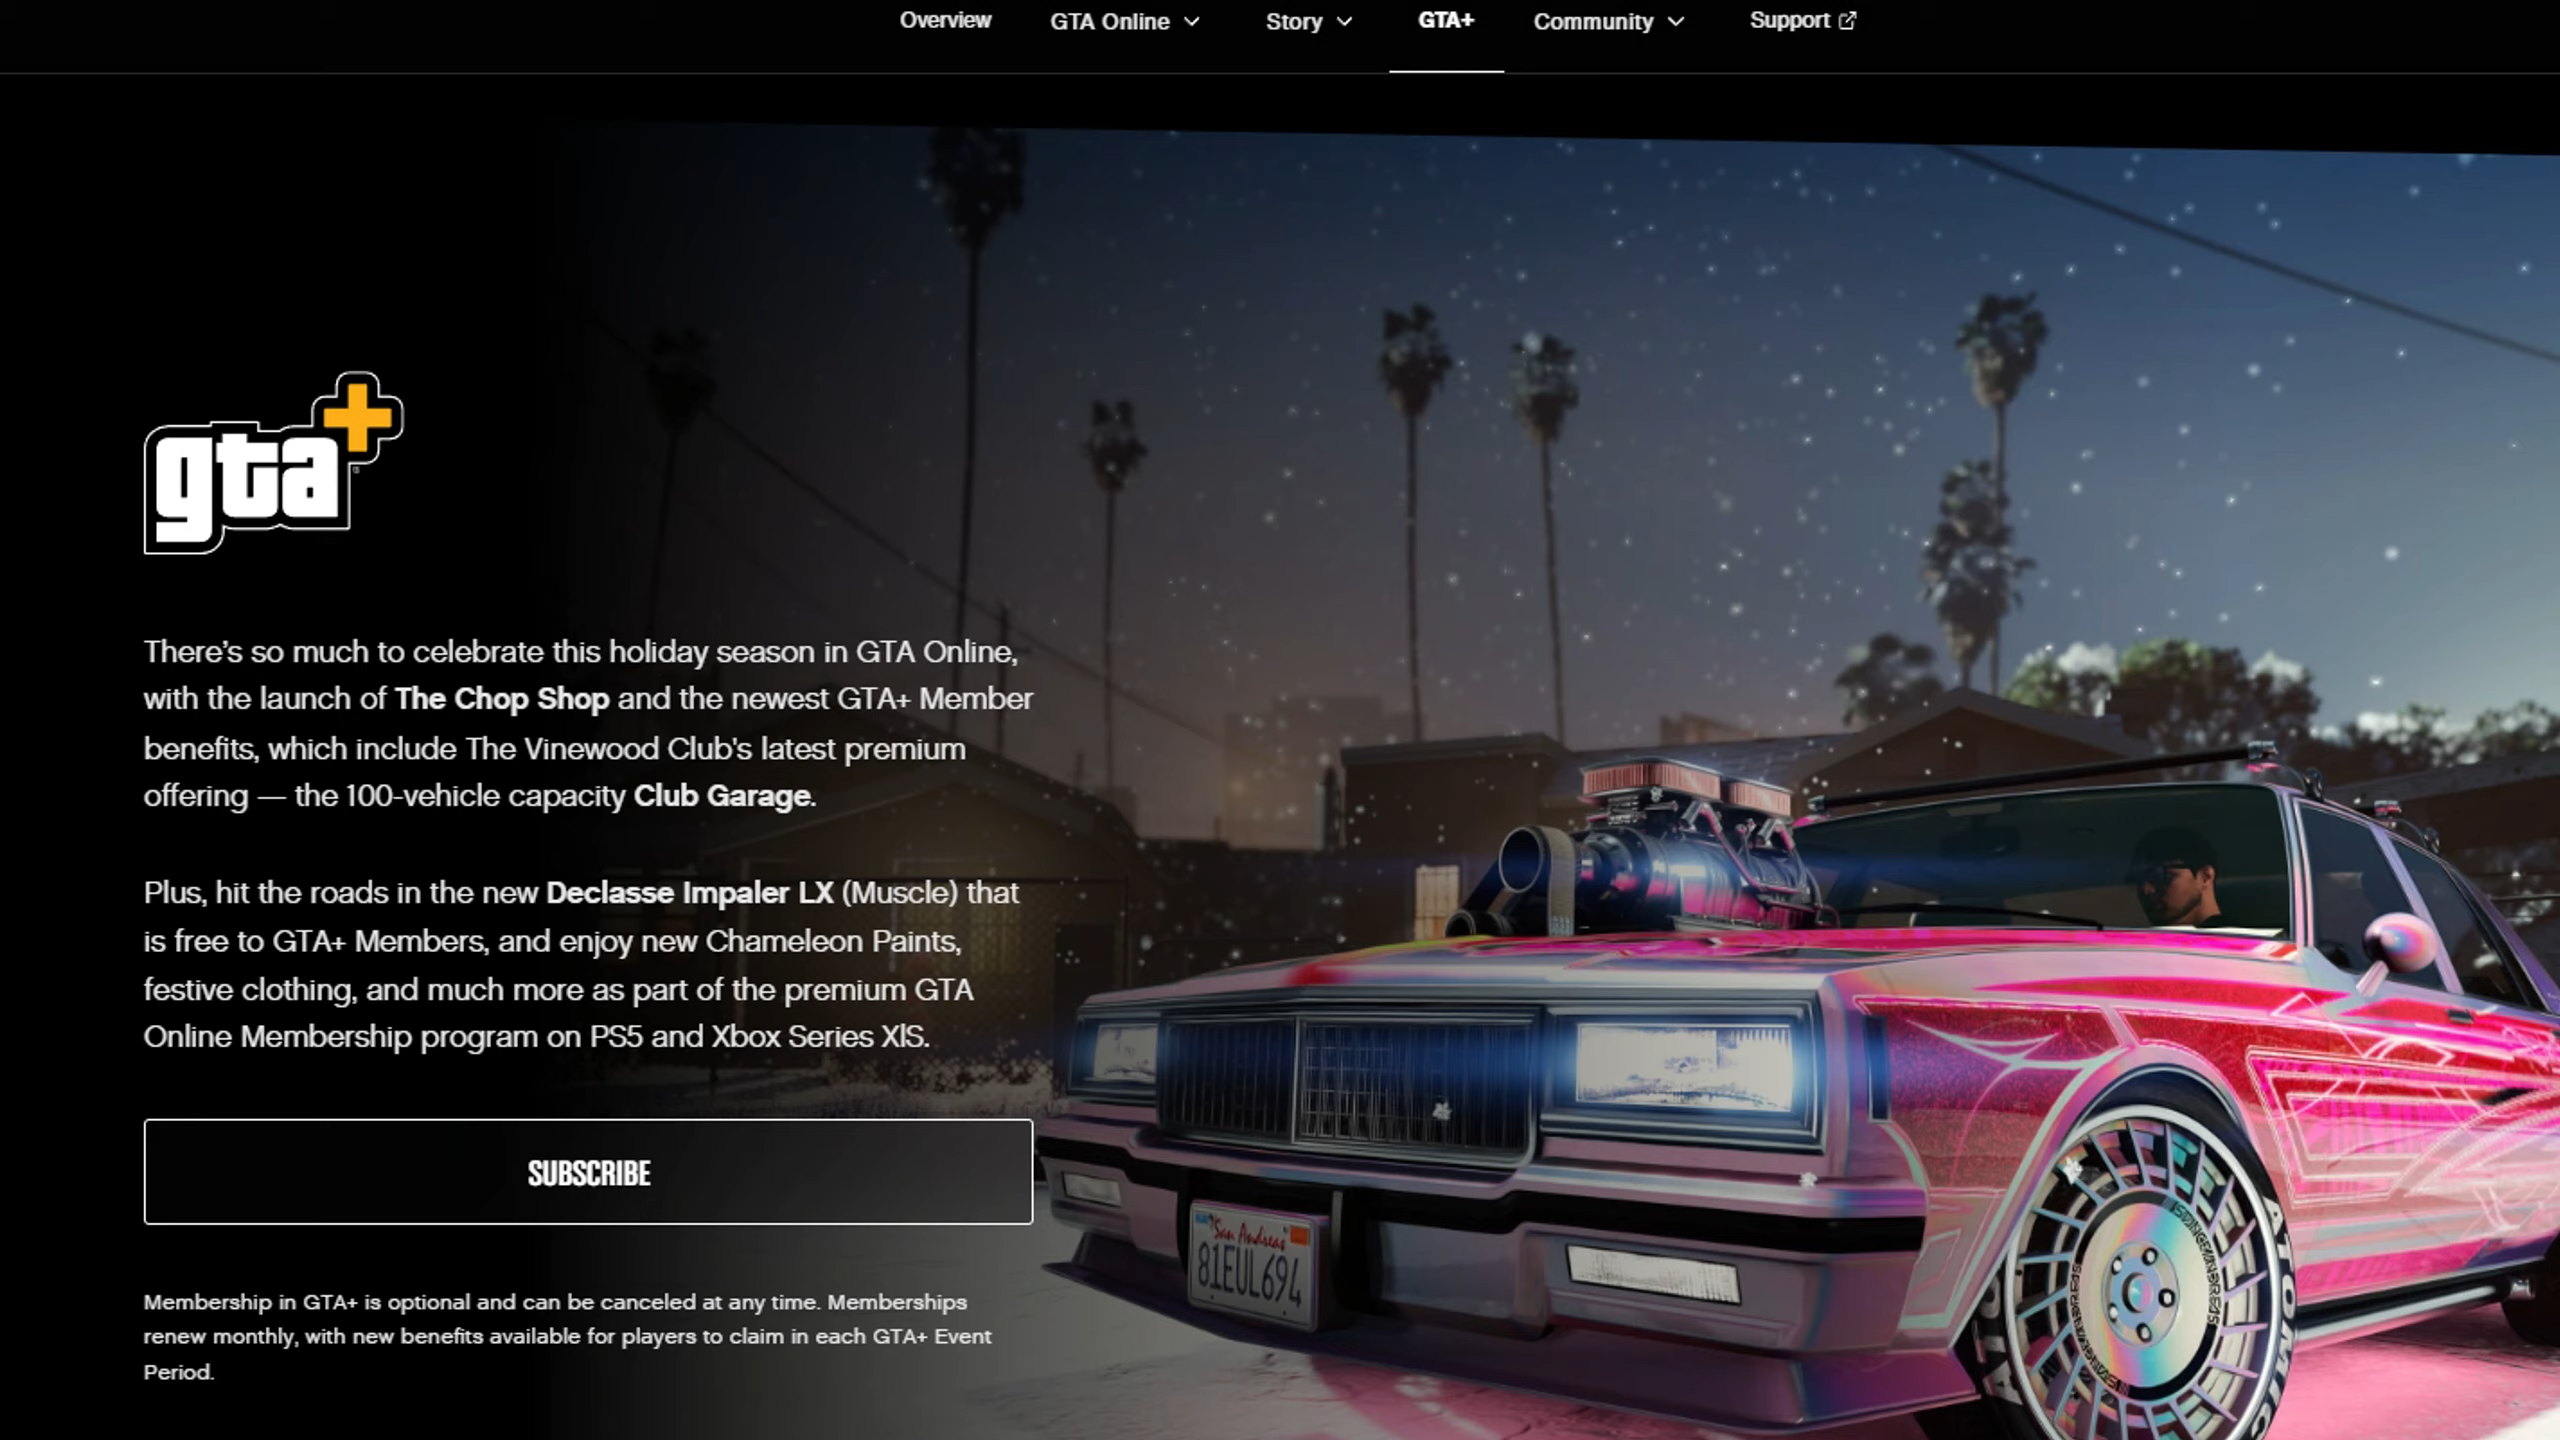 Overview GTA Online Story GTA+ Community Support
gta+
There's so much to celebrate this holiday season in GTA Online,
with the launch of The Chop Shop and the newest GTA+ Member
benefits, which include The Vinewood Club's latest premium
offering — the 100-vehicle capacity Club Garage.
Plus, hit the roads in the new Declasse Impaler LX (Muscle) that
is free to GTA+ Members, and enjoy new Chameleon Paints,
festive clothing, and much more as part of the premium GTA
Online Membership program on PS5 and Xbox Series X|S.
SUBSCRIBE
San Andreas
81EUL694
ATOMIC
Membership in GTA+ is optional and can be canceled at any time. Memberships
renew monthly, with new benefits available for players to claim in each GTA+ Event
Period.